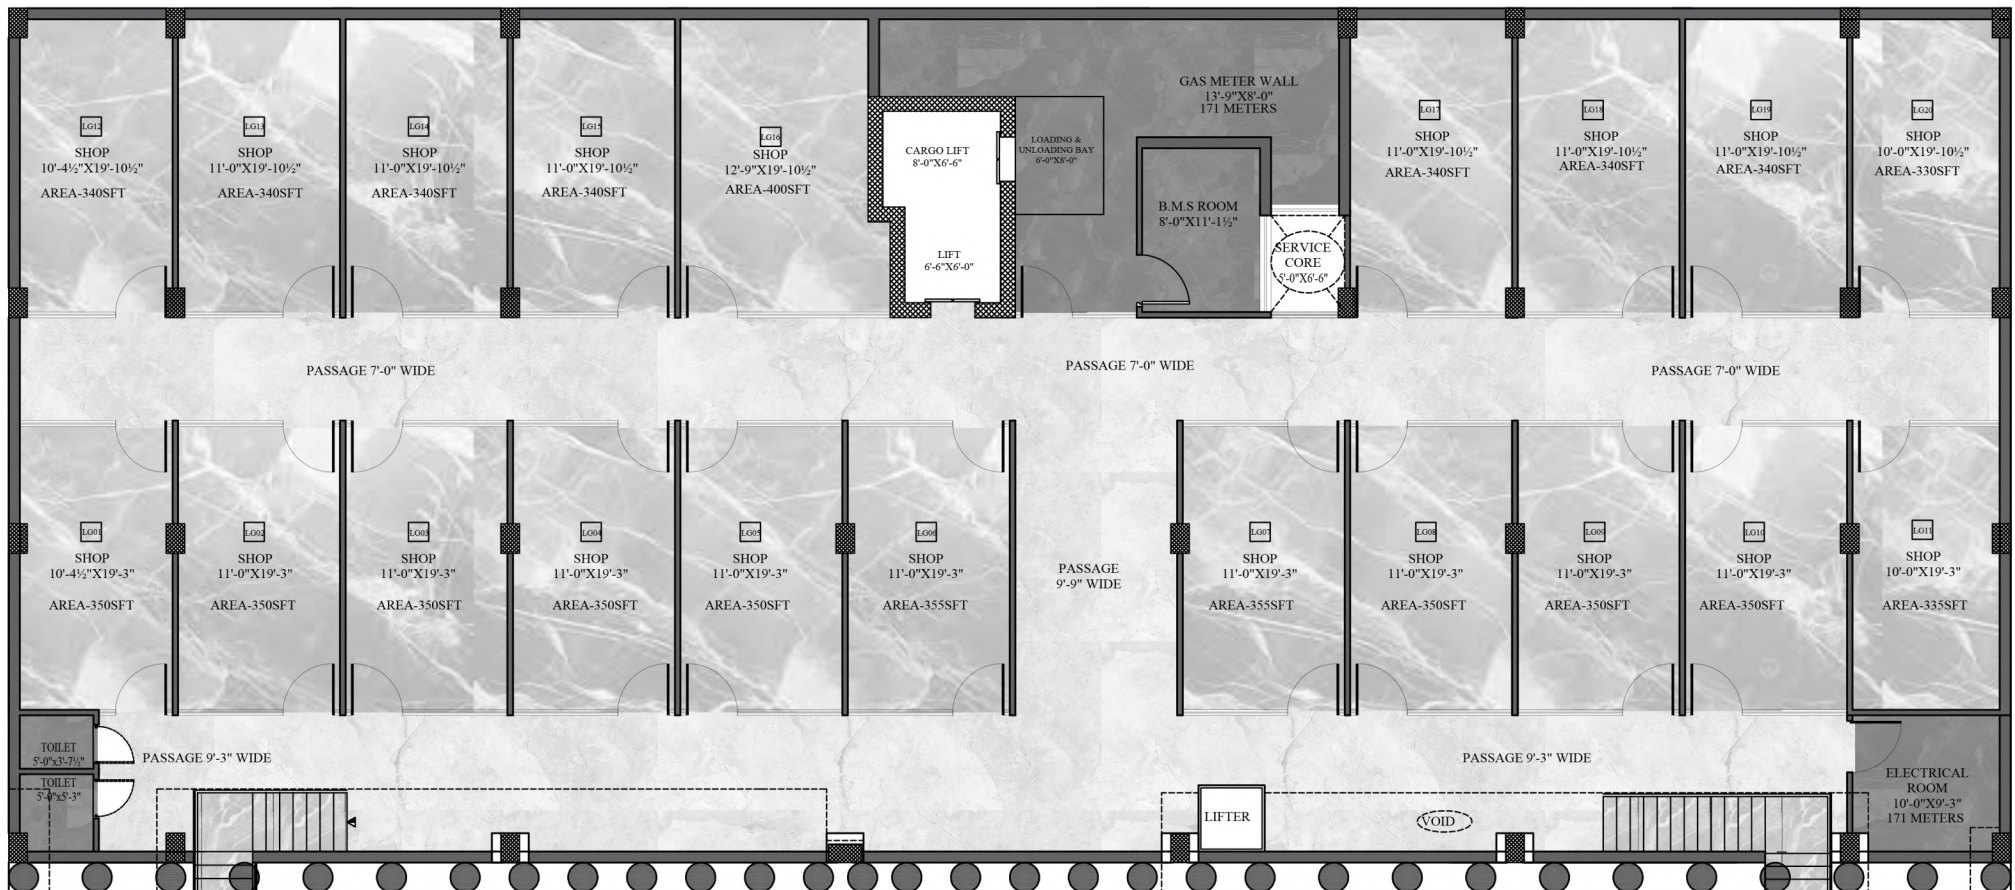 LG12
SHOP
10'-4½"X19'-10½"
AREA-340SFT
LG13
SHOP
11'-0"X19'-10½"
AREA-340SFT
LG14
SHOP
11'-0"X19'-10½"
AREA-340SFT
LG15
SHOP
11'-0"X19'-10½"
AREA-340SFT
LG16
SHOP
12'-9"X19'-10½"
AREA-400SFT
CARGO LIFT
8'-0"X6'-6"
LIFT
6'-6"X6'-0"
LOADING &
UNLOADING BAY
6'-0"X8'-0"
GAS METER WALL
13'-9"X8'-0"
171 METERS
B.M.S ROOM
8'-0"X11'-1½"
SERVICE
CORE
5'-0"X6'-6"
LG17
SHOP
11'-0"X19'-10½"
AREA-340SFT
LG18
SHOP
11'-0"X19'-10½"
AREA-340SFT
LG19
SHOP
11'-0"X19'-10½"
AREA-340SFT
LG20
SHOP
10'-0"X19'-10½"
AREA-330SFT
PASSAGE 7'-0" WIDE
PASSAGE 7'-0" WIDE
PASSAGE 7'-0" WIDE
LG01
SHOP
10'-4½"X19'-3"
AREA-350SFT
LG02
SHOP
11'-0"X19'-3"
AREA-350SFT
LG03
SHOP
11'-0"X19'-3"
AREA-350SFT
LG04
SHOP
11'-0"X19'-3"
AREA-350SFT
LG05
SHOP
11'-0"X19'-3"
AREA-350SFT
LG06
SHOP
11'-0"X19'-3"
AREA-355SFT
PASSAGE
9'-9" WIDE
LG07
SHOP
11'-0"X19'-3"
AREA-355SFT
LG08
SHOP
11'-0"X19'-3"
AREA-350SFT
LG09
SHOP
11'-0"X19'-3"
AREA-350SFT
LG10
SHOP
11'-0"X19'-3"
AREA-350SFT
LG11
SHOP
10'-0"X19'-3"
AREA-335SFT
TOILET
5'-0"x3'-7½"
TOILET
5'-0"x5'-3"
PASSAGE 9'-3" WIDE
PASSAGE 9'-3" WIDE
LIFTER
VOID
ELECTRICAL
ROOM
10'-0"X9'-3"
171 METERS